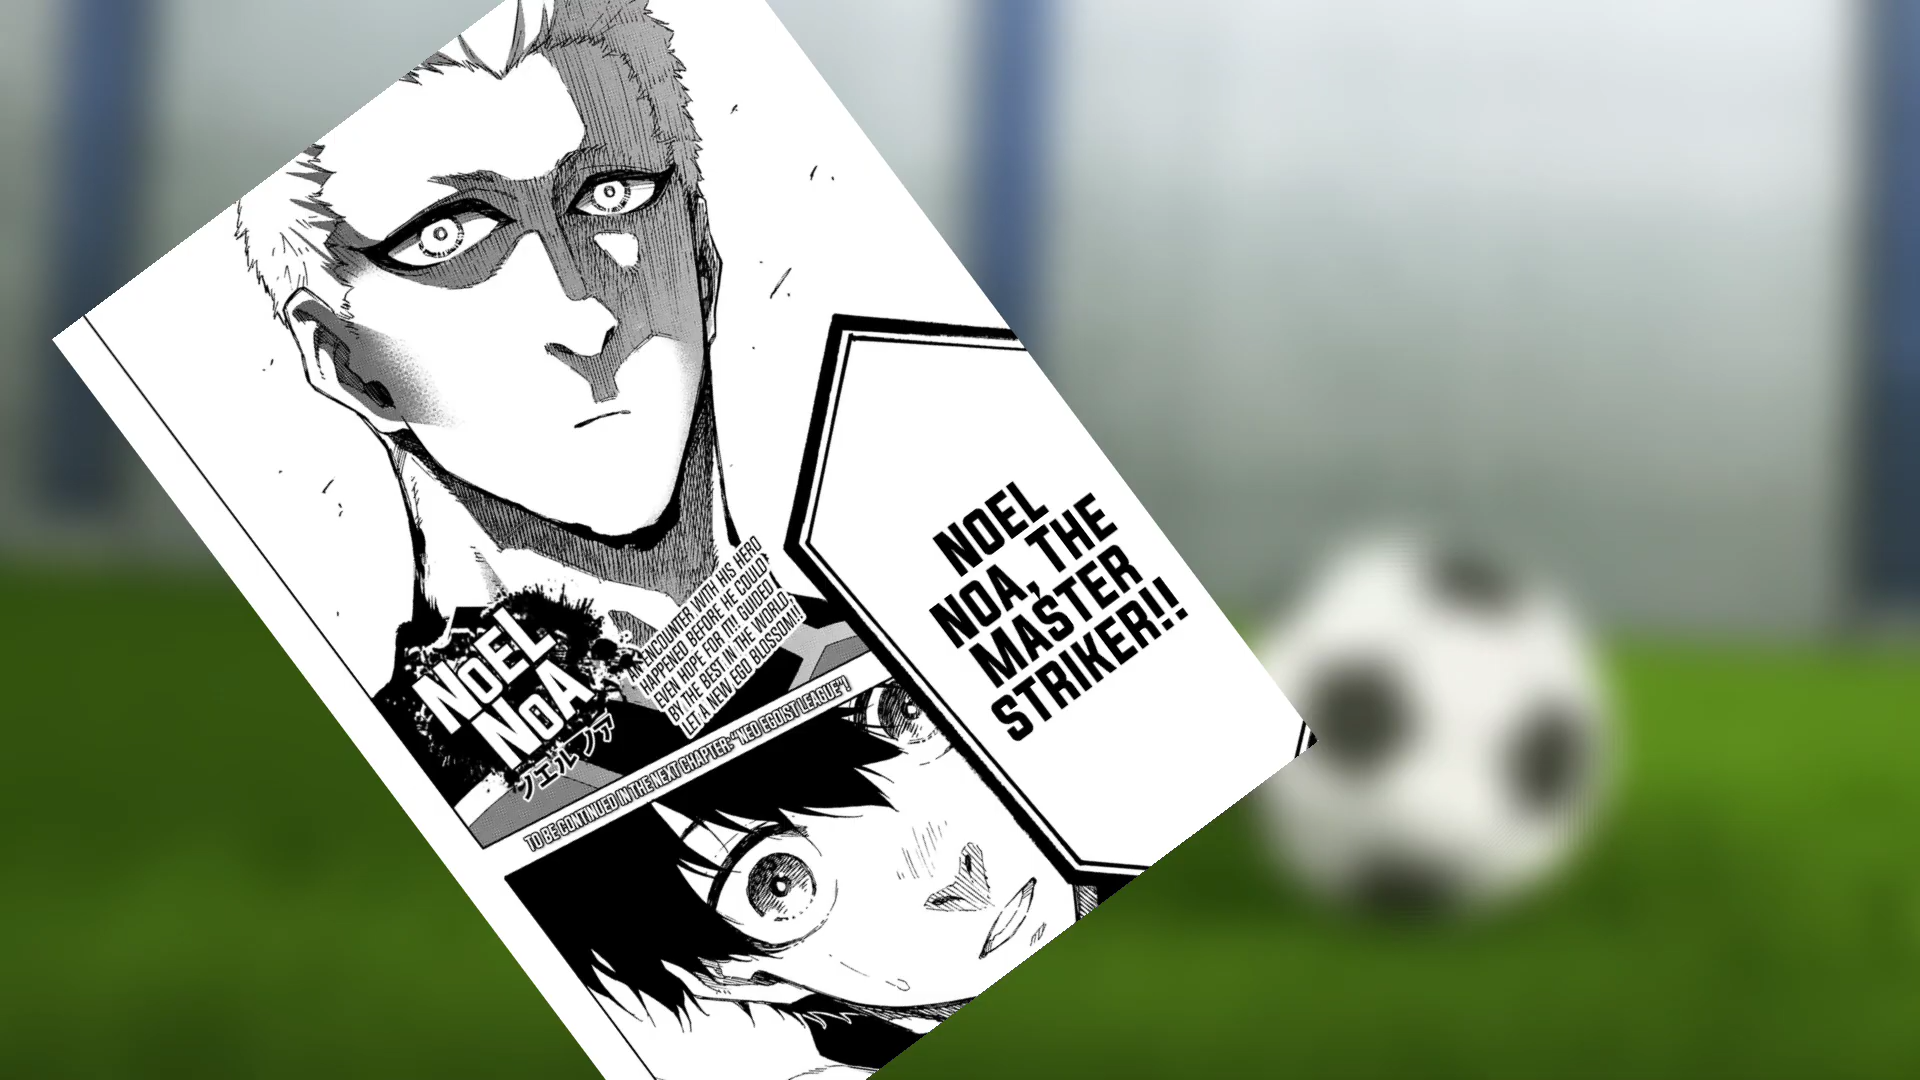 NOEL
NOA, THE
MASTER
STRIKER!!
AN ENCOUNTER WITH HIS HERO
HAPPENED BEFORE HE COULD
EVEN HOPE FOR IT!! GUIDED
BY THE BEST IN THE WORLD,
LET A NEW EGO BLOSSOM!!
NOEL
NOA
ノエル・ノア
TO BE CONTINUED IN THE NEXT CHAPTER: "NEO EGOIST LEAGUE"!